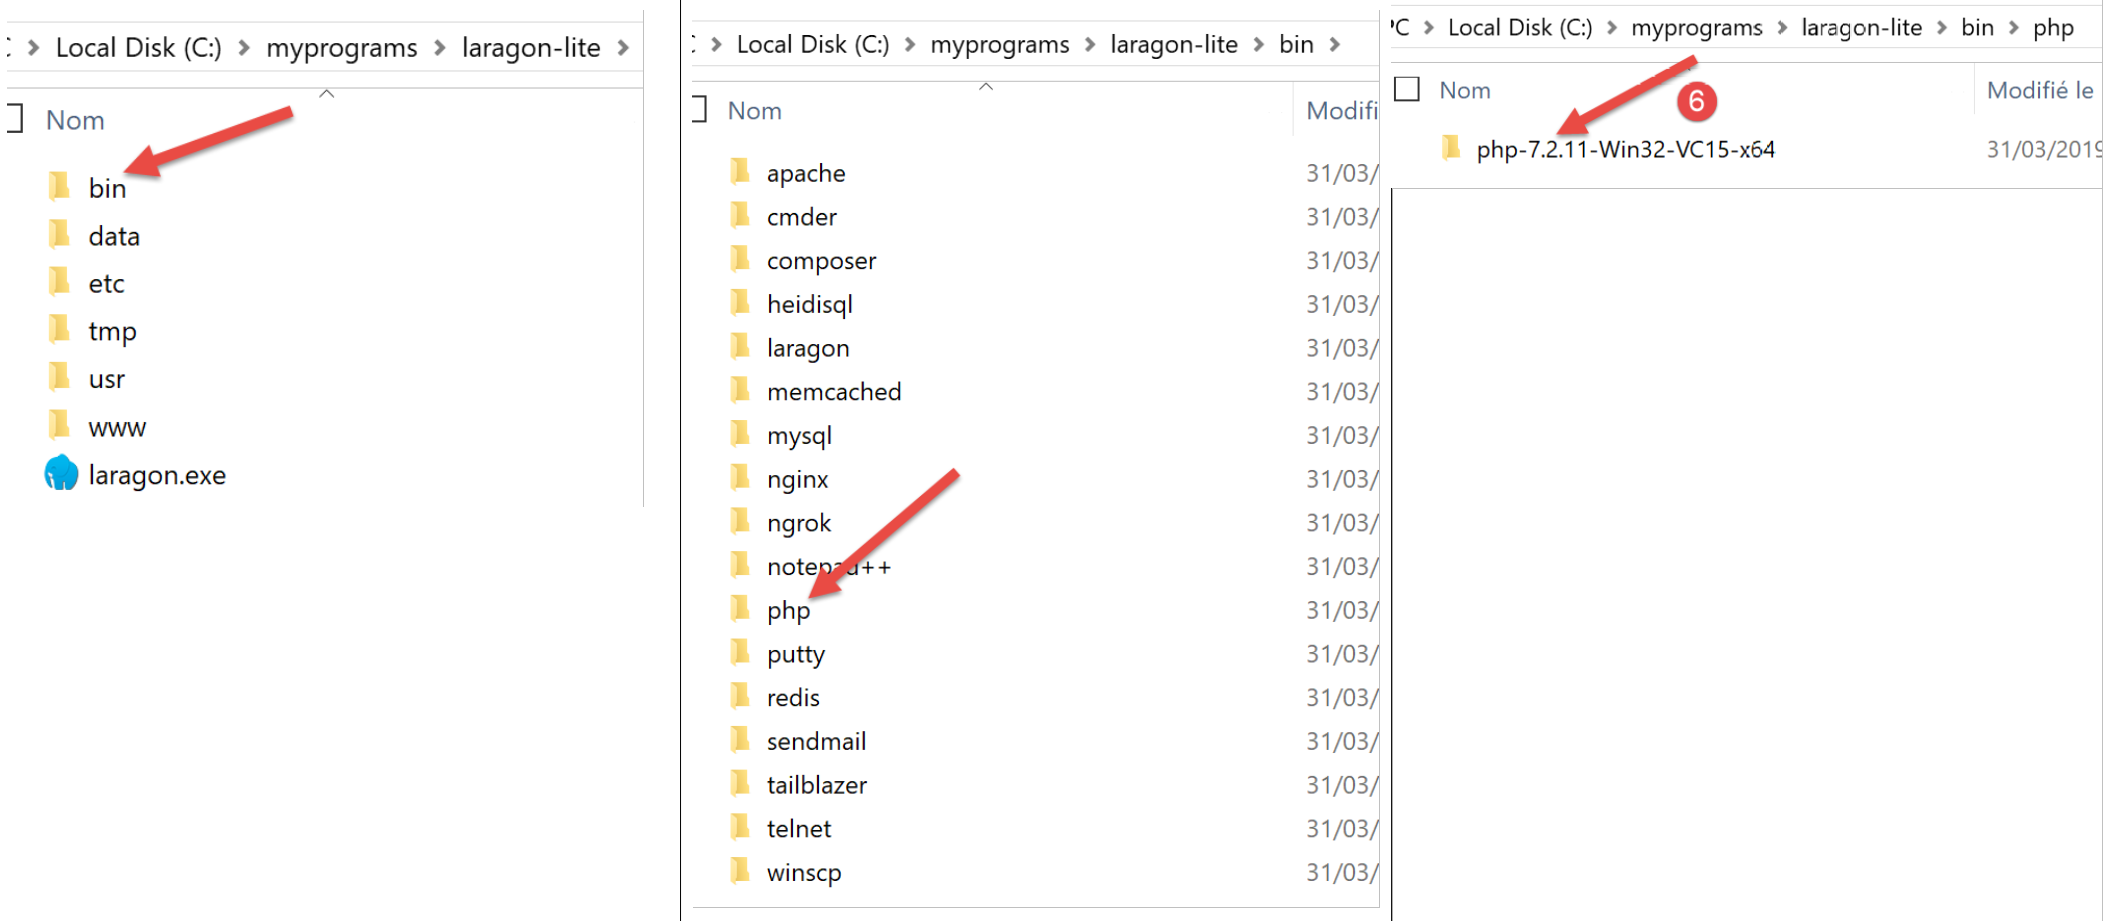 > Local Disk (C:) > myprograms > laragon-lite >
Nom
bin
data
etc
tmp
usr
www
laragon.exe
> Local Disk (C:) > myprograms > laragon-lite > bin >
Nom
Modifi
apache
31/03/
cmder
31/03/
composer
31/03/
heidisql
31/03/
laragon
31/03/
memcached
31/03/
mysql
31/03/
nginx
31/03/
ngrok
31/03/
notepad++
31/03/
php
31/03/
putty
31/03/
redis
31/03/
sendmail
31/03/
tailblazer
31/03/
telnet
31/03/
winscp
31/03/
PC > Local Disk (C:) > myprograms > laragon-lite > bin > php
Nom
6
Modifié le
php-7.2.11-Win32-VC15-x64
31/03/2019